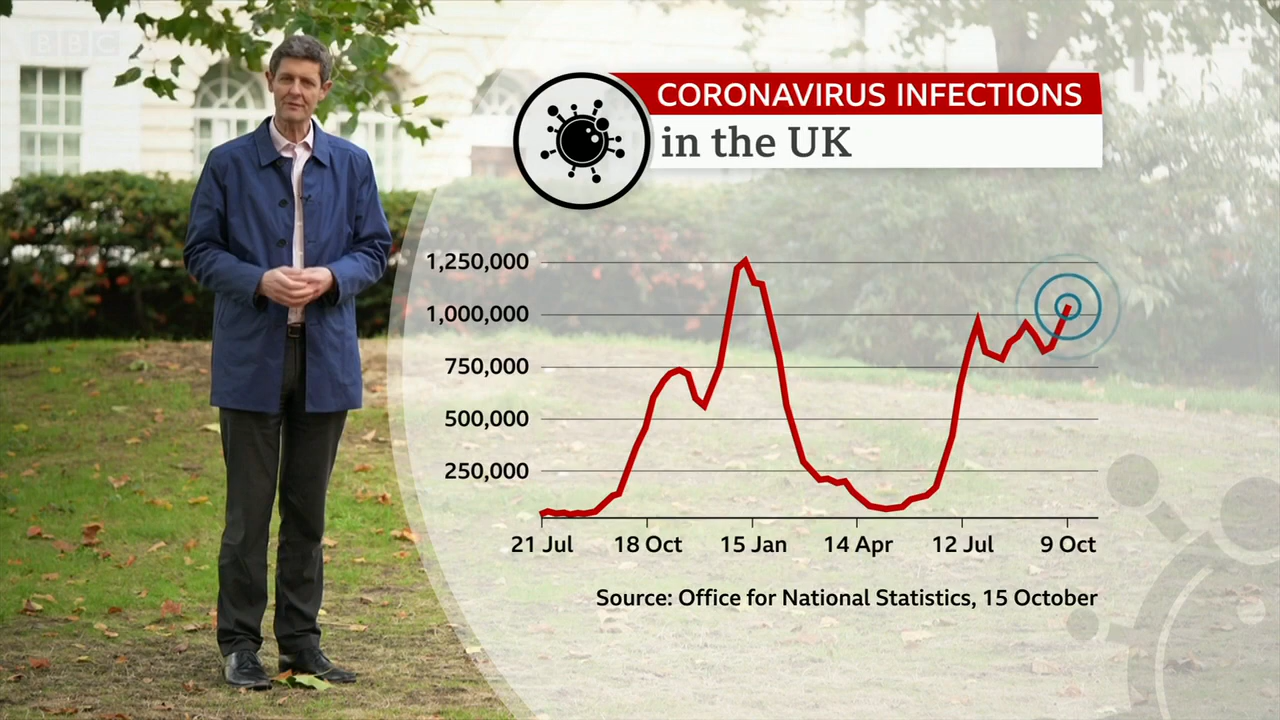 BBC
CORONAVIRUS INFECTIONS
in the UK
1,250,000
1,000,000
750,000
500,000
250,000
21 Jul 18 Oct 15 Jan 14 Apr 12 Jul 9 Oct
Source: Office for National Statistics, 15 October